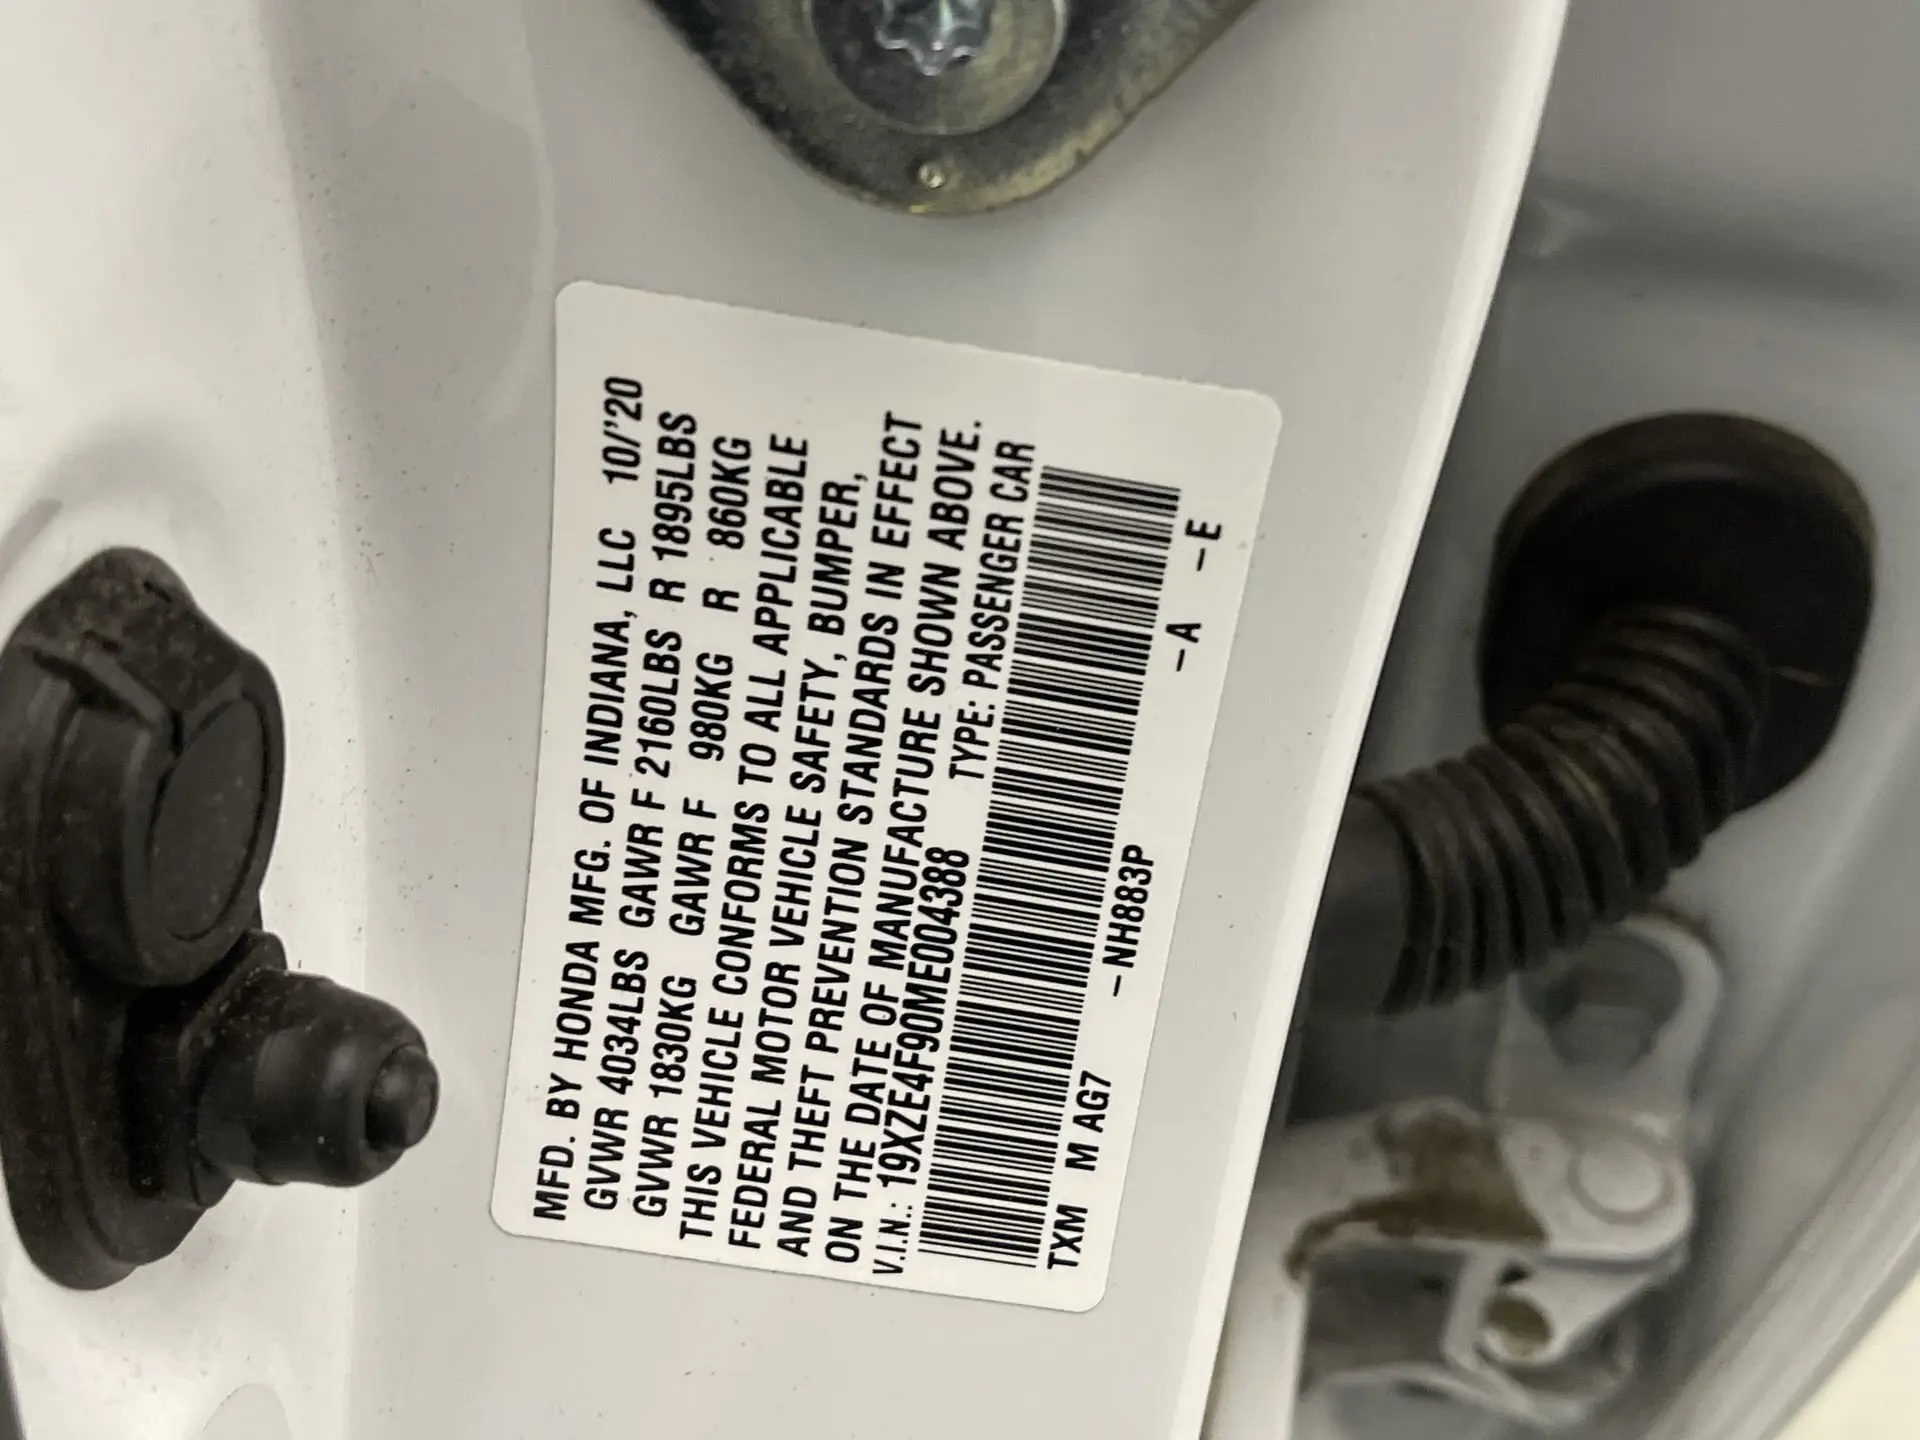 MFD. BY HONDA MFG. OF INDIANA, LLC 10/'20
GVWR 4034LBS GAWR F 2160LBS R 1895LBS
GVWR 1830KG GAWR F 980KG R 860KG
THIS VEHICLE CONFORMS TO ALL APPLICABLE
FEDERAL MOTOR VEHICLE SAFETY, BUMPER,
AND THEFT PREVENTION STANDARDS IN EFFECT
ON THE DATE OF MANUFACTURE SHOWN ABOVE.
V.I.N.: 19XZE4F90ME004388 TYPE: PASSENGER CAR
TXM M AG7 –NH883P –A –E